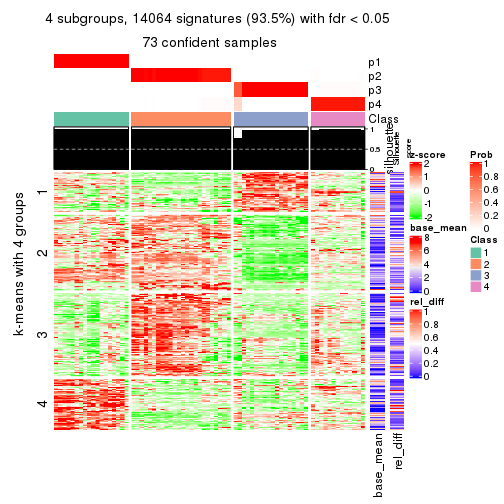 4 subgroups, 14064 signatures (93.5%) with fdr < 0.05
73 confident samples
p1
p2
p3
p4
Class
1
0.5
0
silhouette
Silhouette
score
k-means with 4 groups
1
2
3
4
base_mean
rel_diff
z-score
2
1
0
-1
-2
base_mean
8
6
4
2
0
rel_diff
1
0.8
0.6
0.4
0.2
0
Prob
1
0.8
0.6
0.4
0.2
0
Class
1
2
3
4